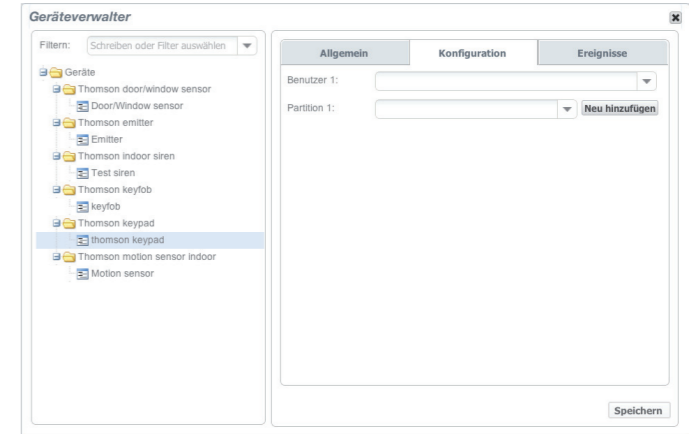 Geräteverwalter
Filtern: Schreiben oder Filter auswählen
Geräte
Thomson door/window sensor
Door/Window sensor
Thomson emitter
Emitter
Thomson indoor siren
Test siren
Thomson keyfob
keyfob
Thomson keypad
thomson keypad
Thomson motion sensor indoor
Motion sensor
Allgemein Konfiguration Ereignisse
Benutzer 1:
Partition 1: Neu hinzufügen
Speichern